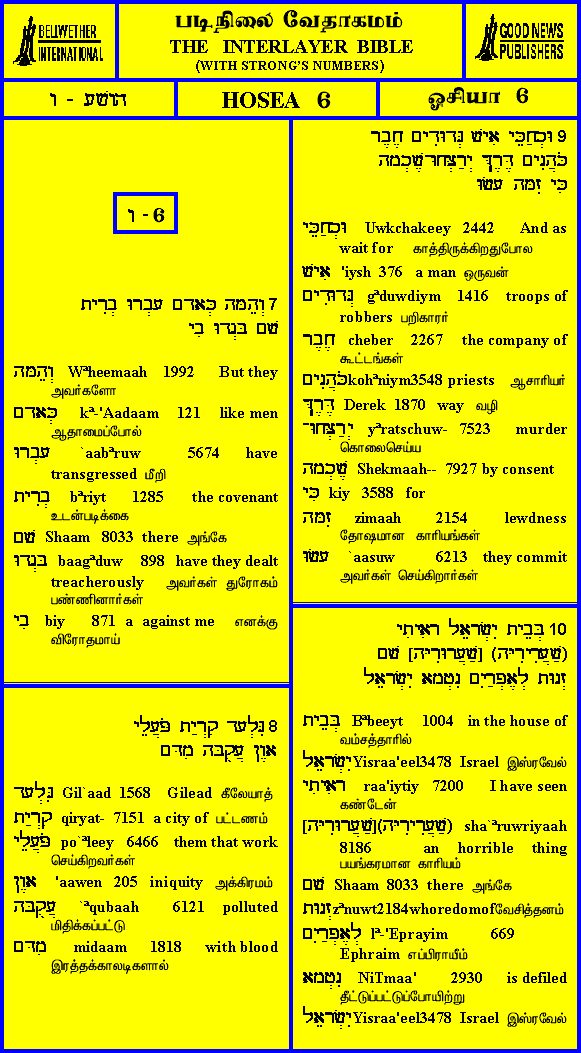 BELLWETHER
INTERNATIONAL
படிநிலை வேதாகமம்
THE INTERLAYER BIBLE
(WITH STRONG'S NUMBERS)
GOOD NEWS
PUBLISHERS
הושע - ו
HOSEA 6
ஓசியா 6
ו - 6
7 וְהֵמָּה כְּאָדָם עָבְרוּ בְרִית
שָׁם בָּגְדוּ בִי
וְהֵמָּה Wªheemaah 1992 But they
அவர்களோ
כְּאָדָם kª-'Aadaam 121 like men
ஆதாமைப்போல்
עָבְרוּ `aabªruw 5674 have
transgressed மீறி
בְרִית bªriyt 1285 the covenant
உடன்படிக்கை
שָׁם Shaam 8033 there அங்கே
בָּגְדוּ baagªduw 898 have they dealt
treacherously அவர்கள் துரோகம்
பண்ணினார்கள்
בִי biy 871 a against me எனக்கு
விரோதமாய்
8 גִּלְעָד קִרְיַת פֹּעֲלֵי
אָוֶן עֲקֻבָּה מִדָּם
גִּלְעָד Gil`aad 1568 Gilead கீலேயாத்
קִרְיַת qiryat- 7151 a city of பட்டணம்
פֹּעֲלֵי po`aleey 6466 them that work
செய்கிறவர்கள்
אָוֶן 'aawen 205 iniquity அக்கிரமம்
עֲקֻבָּה `aqubaah 6121 polluted
மிதிக்கப்பட்டு
מִדָּם midaam 1818 with blood
இரத்தக்காலடிகளால்
9 וּכְחַכֵּי אִישׁ גְּדוּדִים חֶבֶר
כֹּהֲנִים דֶּרֶךְ יְרַצְּחוּ־שֶׁכְמָה
כִּי זִמָּה עָשׂוּ
וּכְחַכֵּי Uwkchakeey 2442 And as
wait for காத்திருக்கிறதுபோல
אִישׁ 'iysh 376 a man ஒருவன்
גְּדוּדִים gªduwdiym 1416 troops of
robbers பறிகாரர்
חֶבֶר cheber 2267 the company of
கூட்டங்கள்
כֹּהֲנִים kohªniym3548 priests ஆசாரியர்
דֶּרֶךְ Derek 1870 way வழி
יְרַצְּחוּ־ yªratschuw- 7523 murder
கொலைசெய்ய
שֶׁכְמָה Shekmaah-- 7927 by consent
כִּי kiy 3588 for
זִמָּה zimaah 2154 lewdness
தோஷமான காரியங்கள்
עָשׂוּ `aasuw 6213 they commit
அவர்கள் செய்கிறார்கள்
10 בְּבֵית יִשְׂרָאֵל רָאִיתִי
(שַׁעֲרִירִיָּה) [שַׁעֲרוּרִיָּה] שָׁם
זְנוּת לְאֶפְרַיִם נִטְמָא יִשְׂרָאֵל
בְּבֵית Bªbeeyt 1004 in the house of
வம்சத்தாரில்
יִשְׂרָאֵל Yisraa'eel3478 Israel இஸ்ரவேல்
רָאִיתִי raa'iytiy 7200 I have seen
கண்டேன்
(שַׁעֲרִירִיָּה)[שַׁעֲרוּרִיָּה] sha`ruwriyaah
8186 an horrible thing
பயங்கரமான காரியம்
שָׁם Shaam 8033 there அங்கே
זְנוּת zªnuwt2184whoredomofவேசித்தனம்
לְאֶפְרַיִם lª-'Eprayim 669
Ephraim எப்பிராயீம்
נִטְמָא NiTmaa' 2930 is defiled
தீட்டுப்பட்டுப்போயிற்று
יִשְׂרָאֵל Yisraa'eel3478 Israel இஸ்ரவேல்